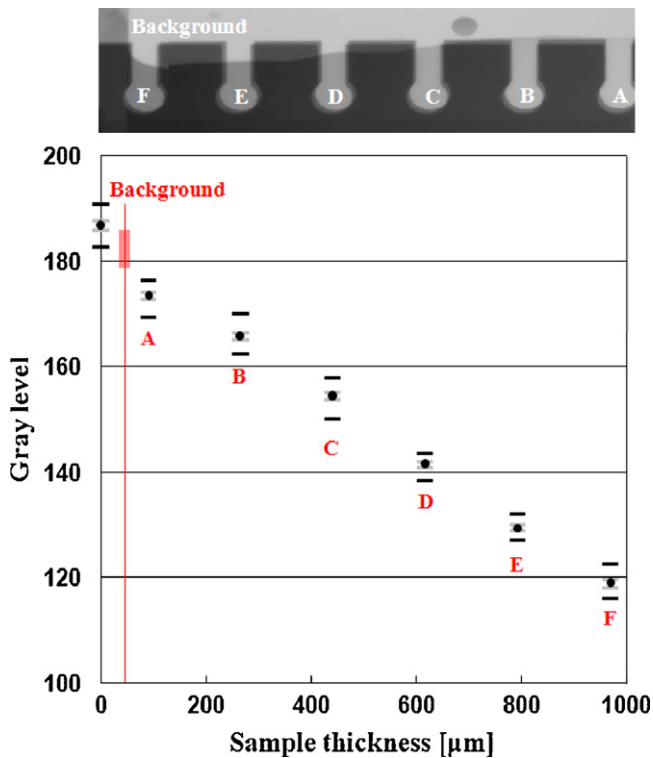 Background
F E D C B A
200
Background
180
A
B
160
C
Gray level
140
D
E
120
F
100
0 200 400 600 800 1000
Sample thickness [μm]